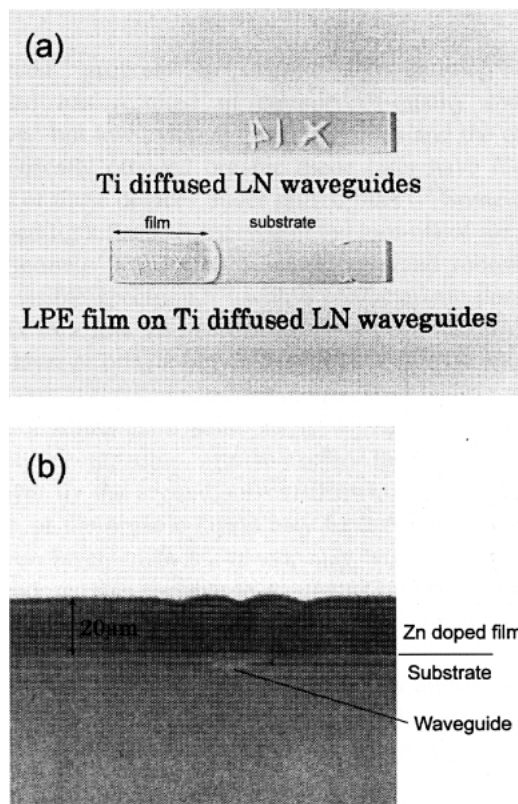 (a)
41 X
Ti diffused LN waveguides
film substrate
LPE film on Ti diffused LN waveguides
(b)
20μm
Zn doped film
Substrate
Waveguide